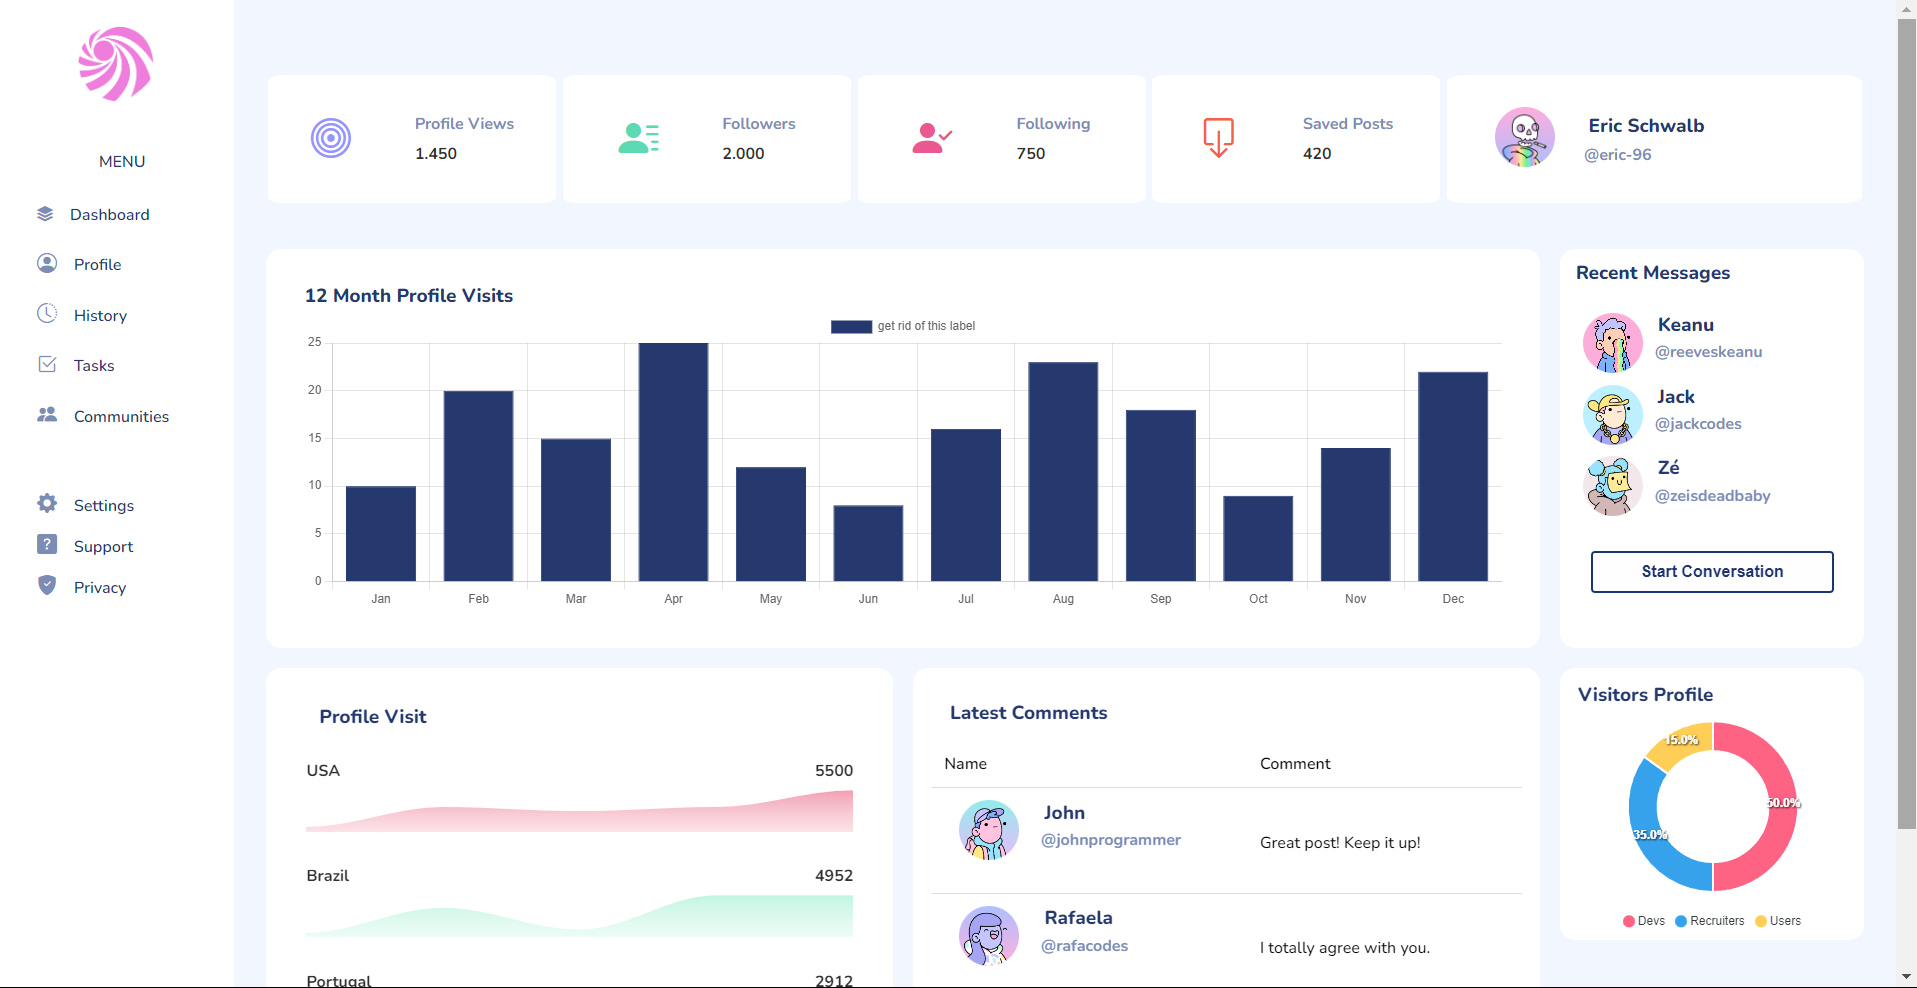 MENU
Dashboard
Profile
History
Tasks
Communities
Settings
Support
Privacy
Profile Views
1.450
Followers
2.000
Following
750
Saved Posts
420
Eric Schwalb
@eric-96
12 Month Profile Visits
get rid of this label
25
20
15
10
5
0
Jan Feb Mar Apr May Jun Jul Aug Sep Oct Nov Dec
Recent Messages
Keanu
@reeveskeanu
Jack
@jackcodes
Zé
@zeisdeadbaby
Start Conversation
Profile Visit
USA 5500
Brazil 4952
Portugal 2912
Latest Comments
Name Comment
John
@johnprogrammer
Great post! Keep it up!
Rafaela
@rafacodes
I totally agree with you.
Visitors Profile
15.0%
50.0%
35.0%
Devs Recruiters Users